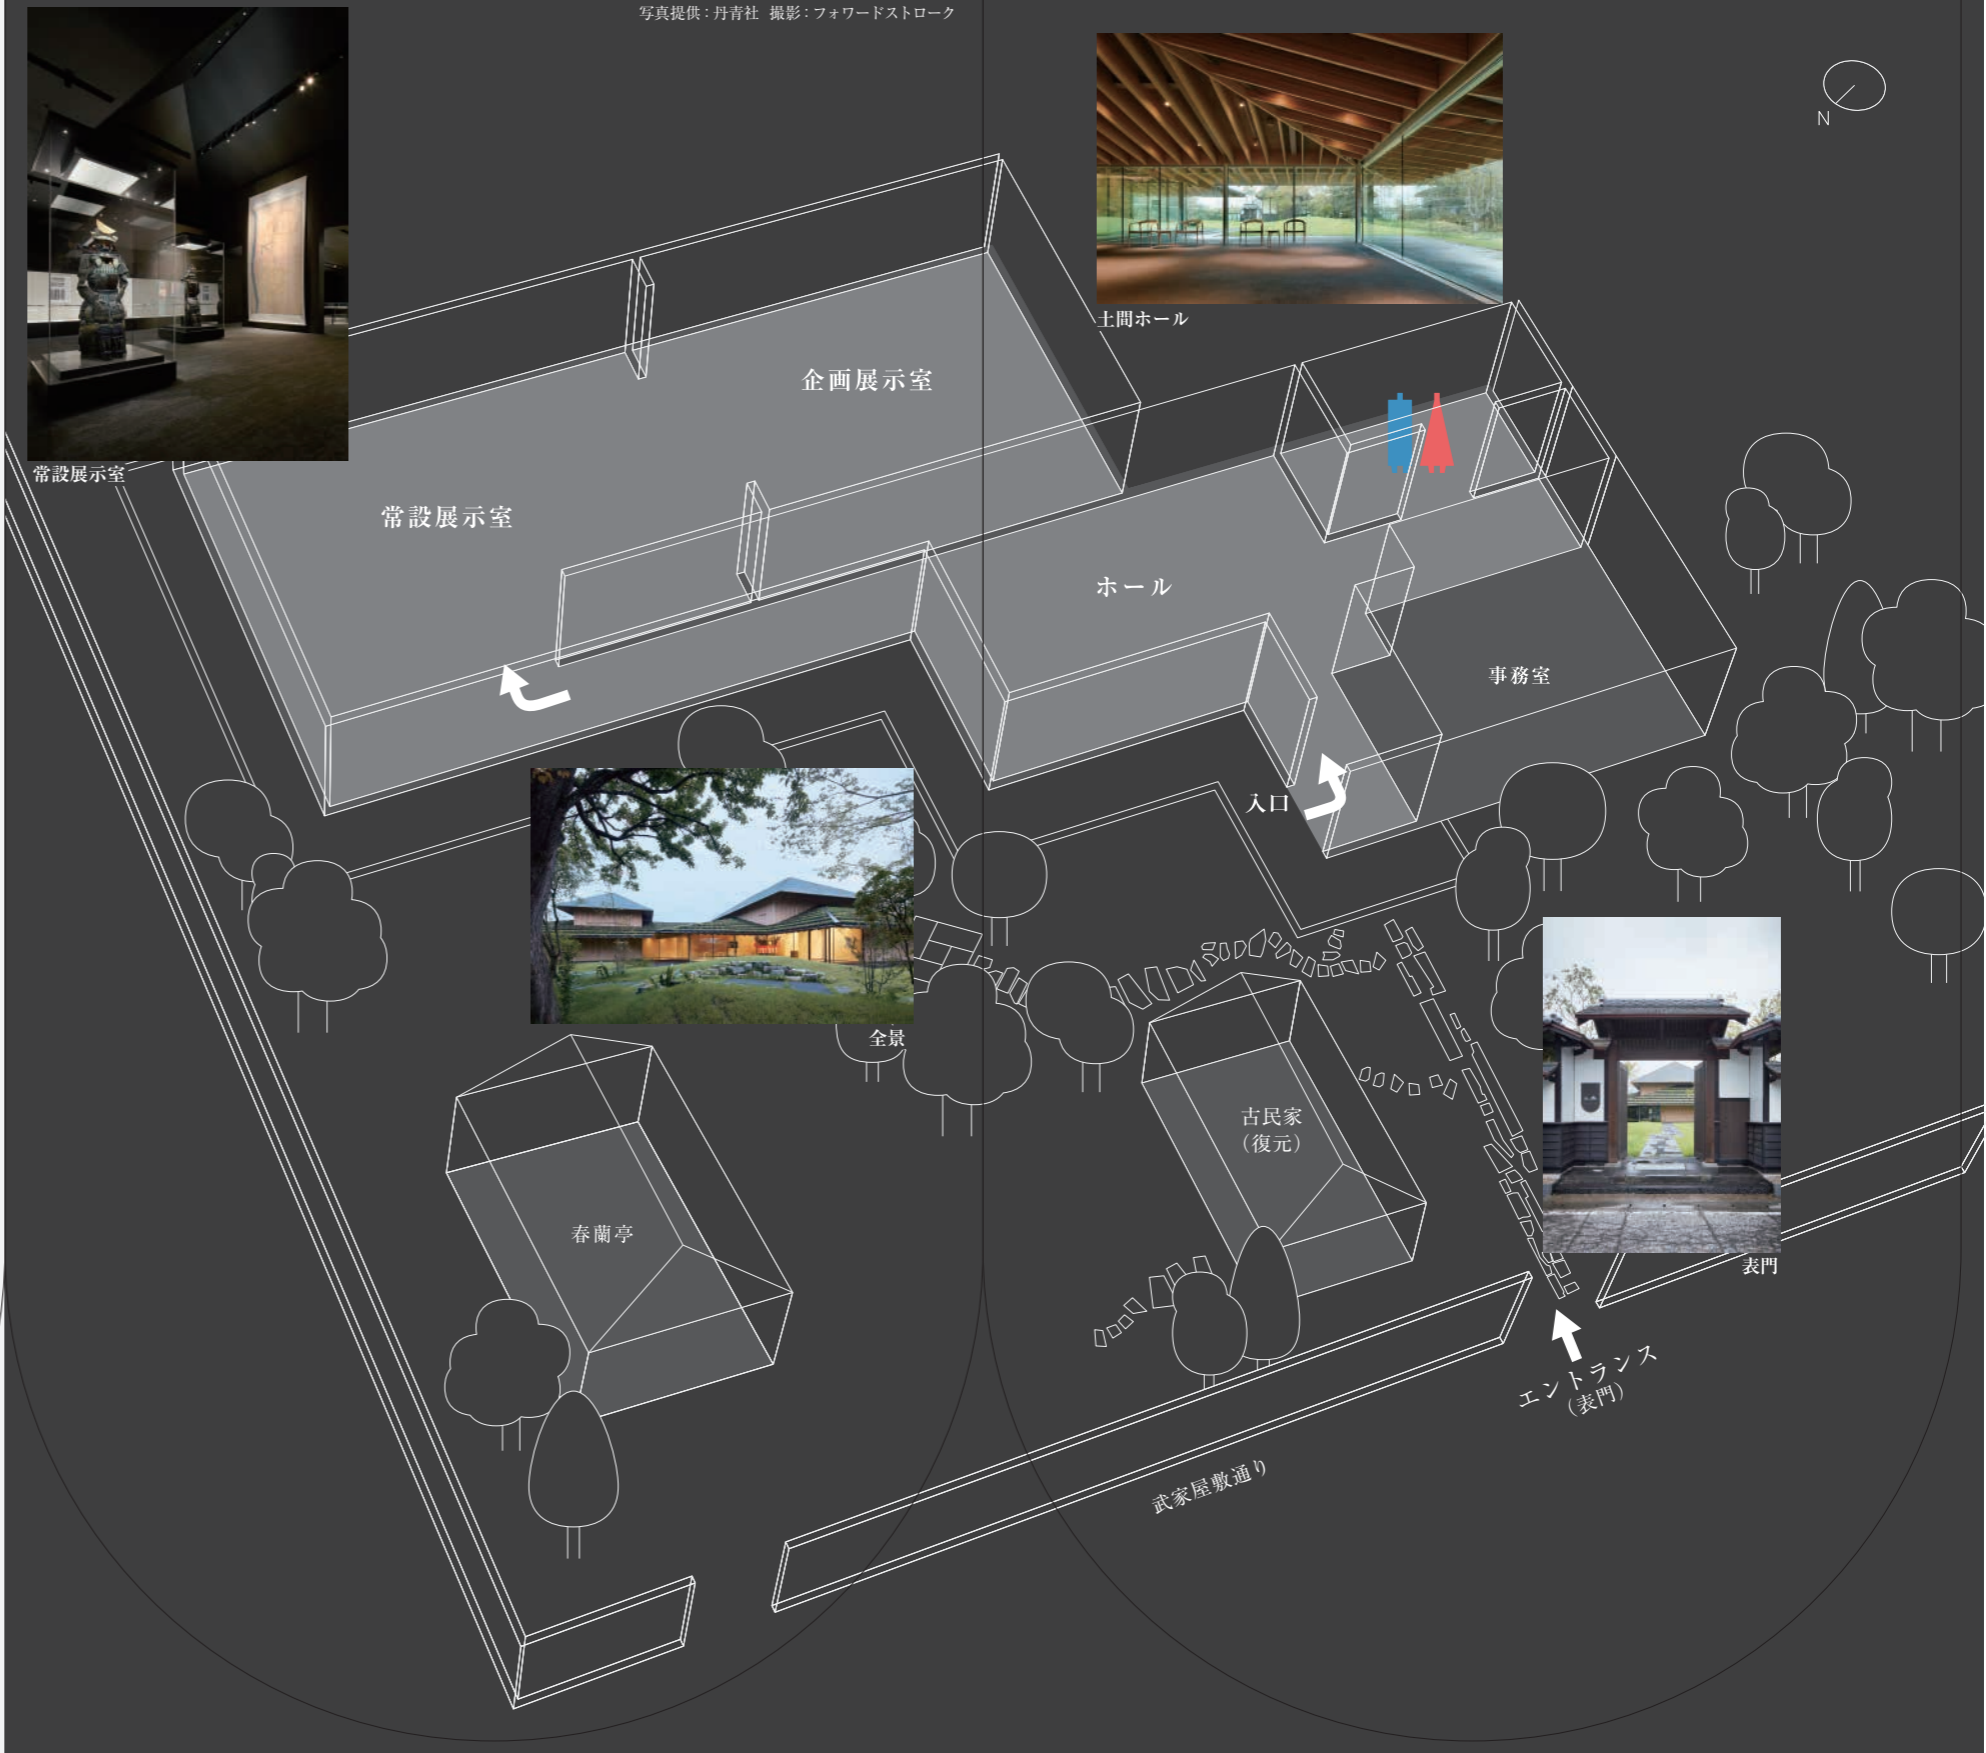 写真提供：丹青社 撮影：フォワードストローク
N
土間ホール
企画展示室
常設展示室
常設展示室
ホール
事務室
入口
全景
古民家
（復元）
春蘭亭
表門
エントランス
（表門）
武家屋敷通り